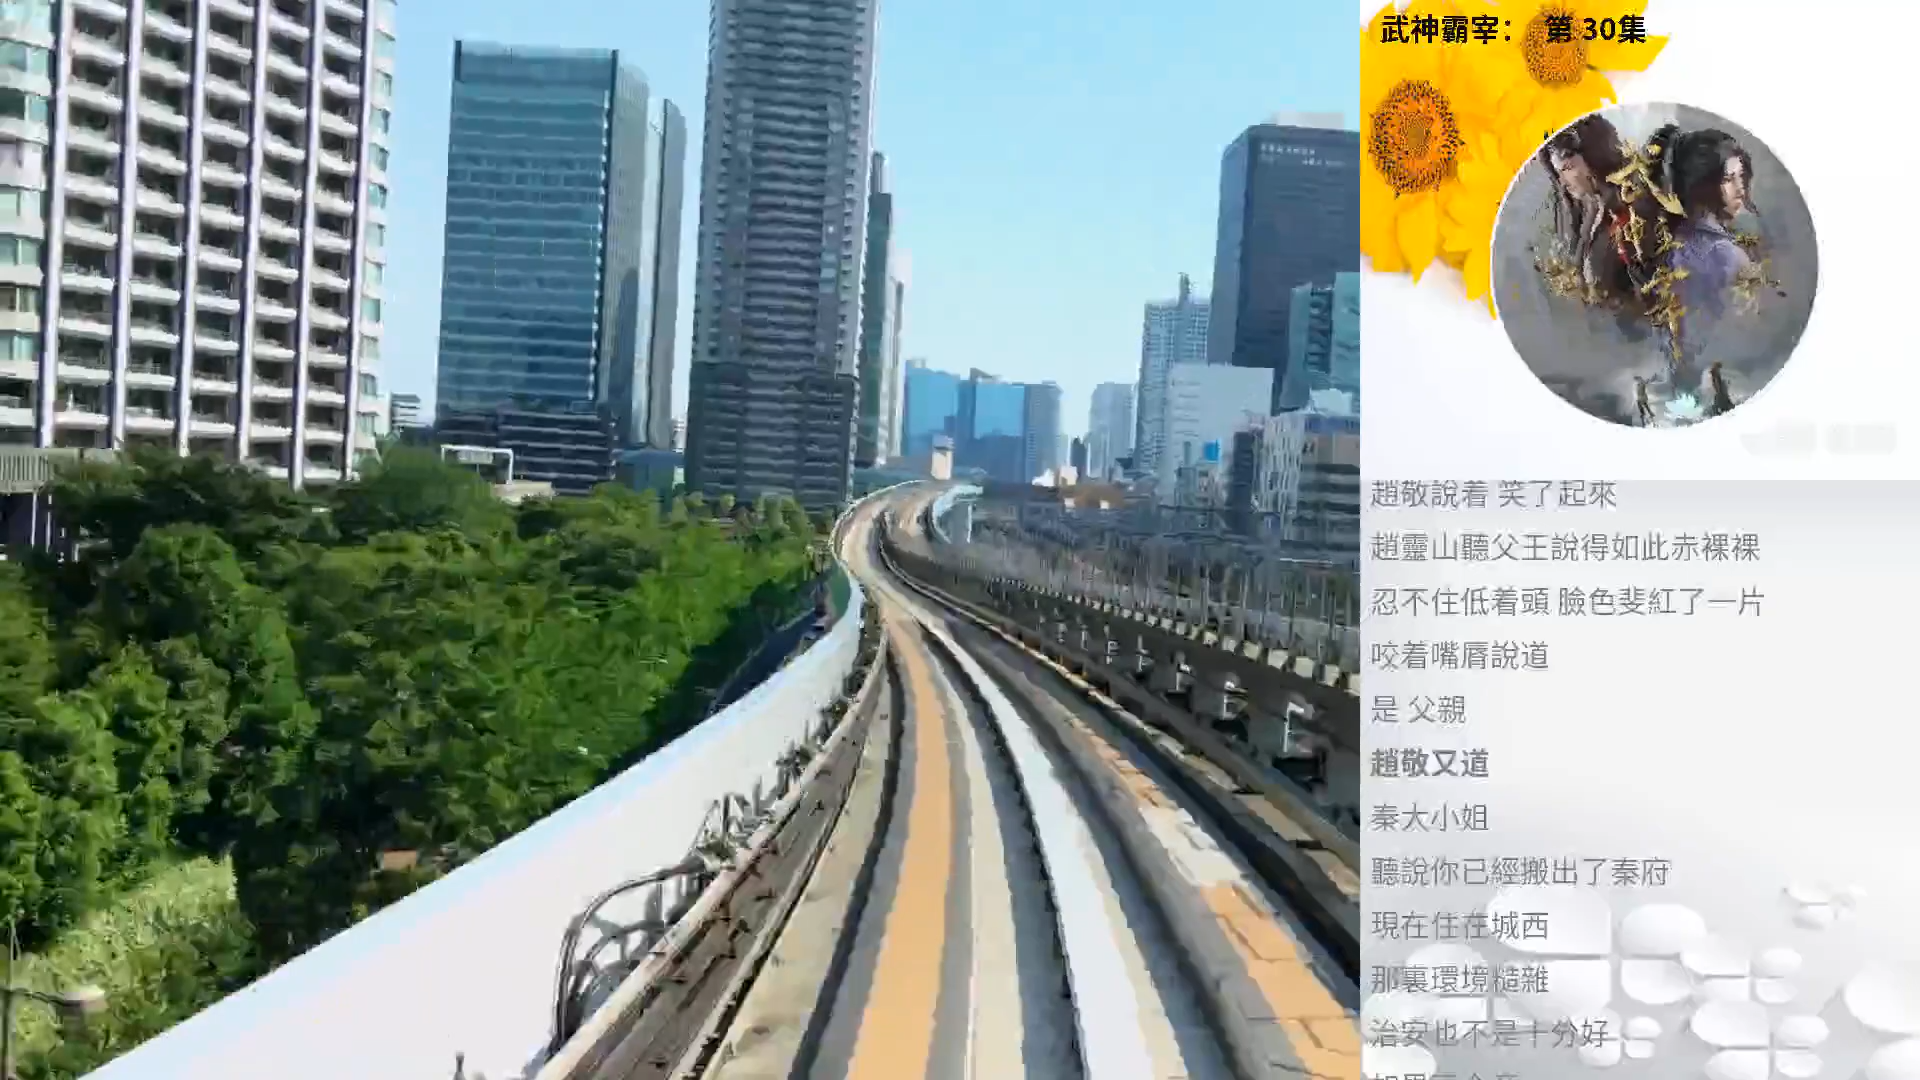 武神霸宰： 第 30集
趙敬說着 笑了起來
趙靈山聽父王說得如此赤裸裸
忍不住低着頭 臉色斐紅了一片
咬着嘴脣說道
是 父親
趙敬又道
秦大小姐
聽說你已經搬出了秦府
現在住在城西
那裏環境糙雜
治安也不是十分好